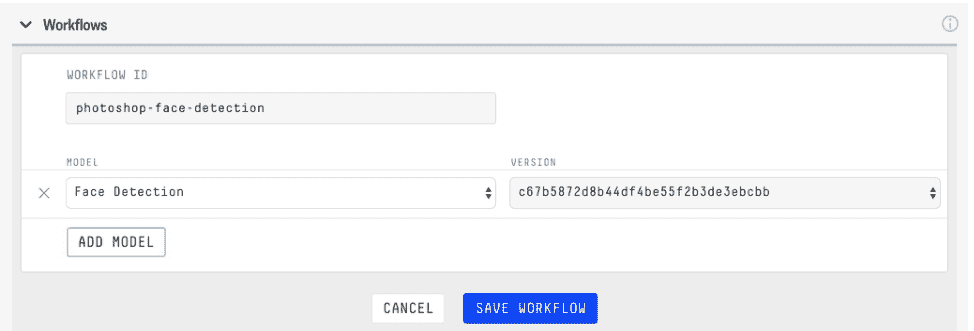 Workflows
WORKFLOW ID
photoshop-face-detection
MODEL VERSION
Face Detection c67b5872d8b44df4be55f2b3de3ebcbb
ADD MODEL
CANCEL SAVE WORKFLOW